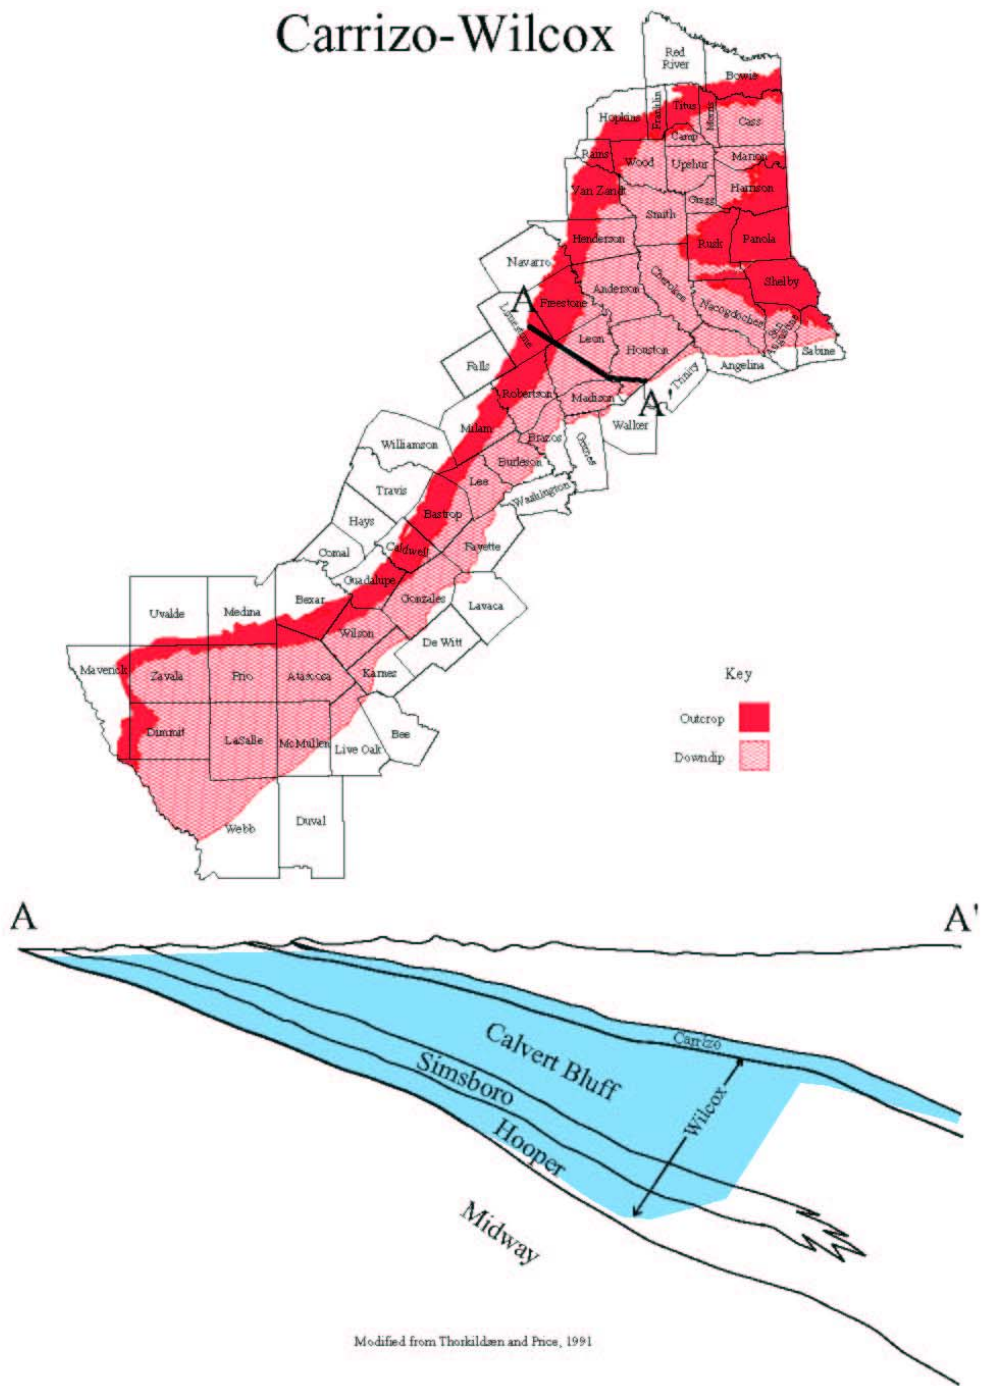 Carrizo-Wilcox
Red
River
Bowie
Franklin
Titus
Morris
Hopkins
Cass
Camp
Rains
Wood
Upshur
Marion
Van Zandt
Harrison
Gregg
Smith
Henderson
Rusk
Panola
Navarro
Anderson
Cherokee
Shelby
A
Freestone
Limestone
Nacogdoches
San
Augustine
Leon
Houston
Sabine
Falls
Trinity
Angelina
Robertson
Madison
A'
Milam
Walker
Williamson
Brazos
Grimes
Burleson
Lee
Travis
Washington
Bastrop
Hays
Caldwell
Fayette
Comal
Guadalupe
Bexar
Gonzales
Lavaca
Uvalde
Medina
Wilson
De Witt
Maverick
Zavala
Frio
Atascosa
Karnes
Key
Outcrop
Dimmit
LaSalle
McMullen
Live Oak
Bee
Downdip
Webb
Duval
A
A'
Carrizo
Calvert Bluff
Simsboro
Wilcox
Hooper
Midway
Modified from Thorkildsen and Price, 1991